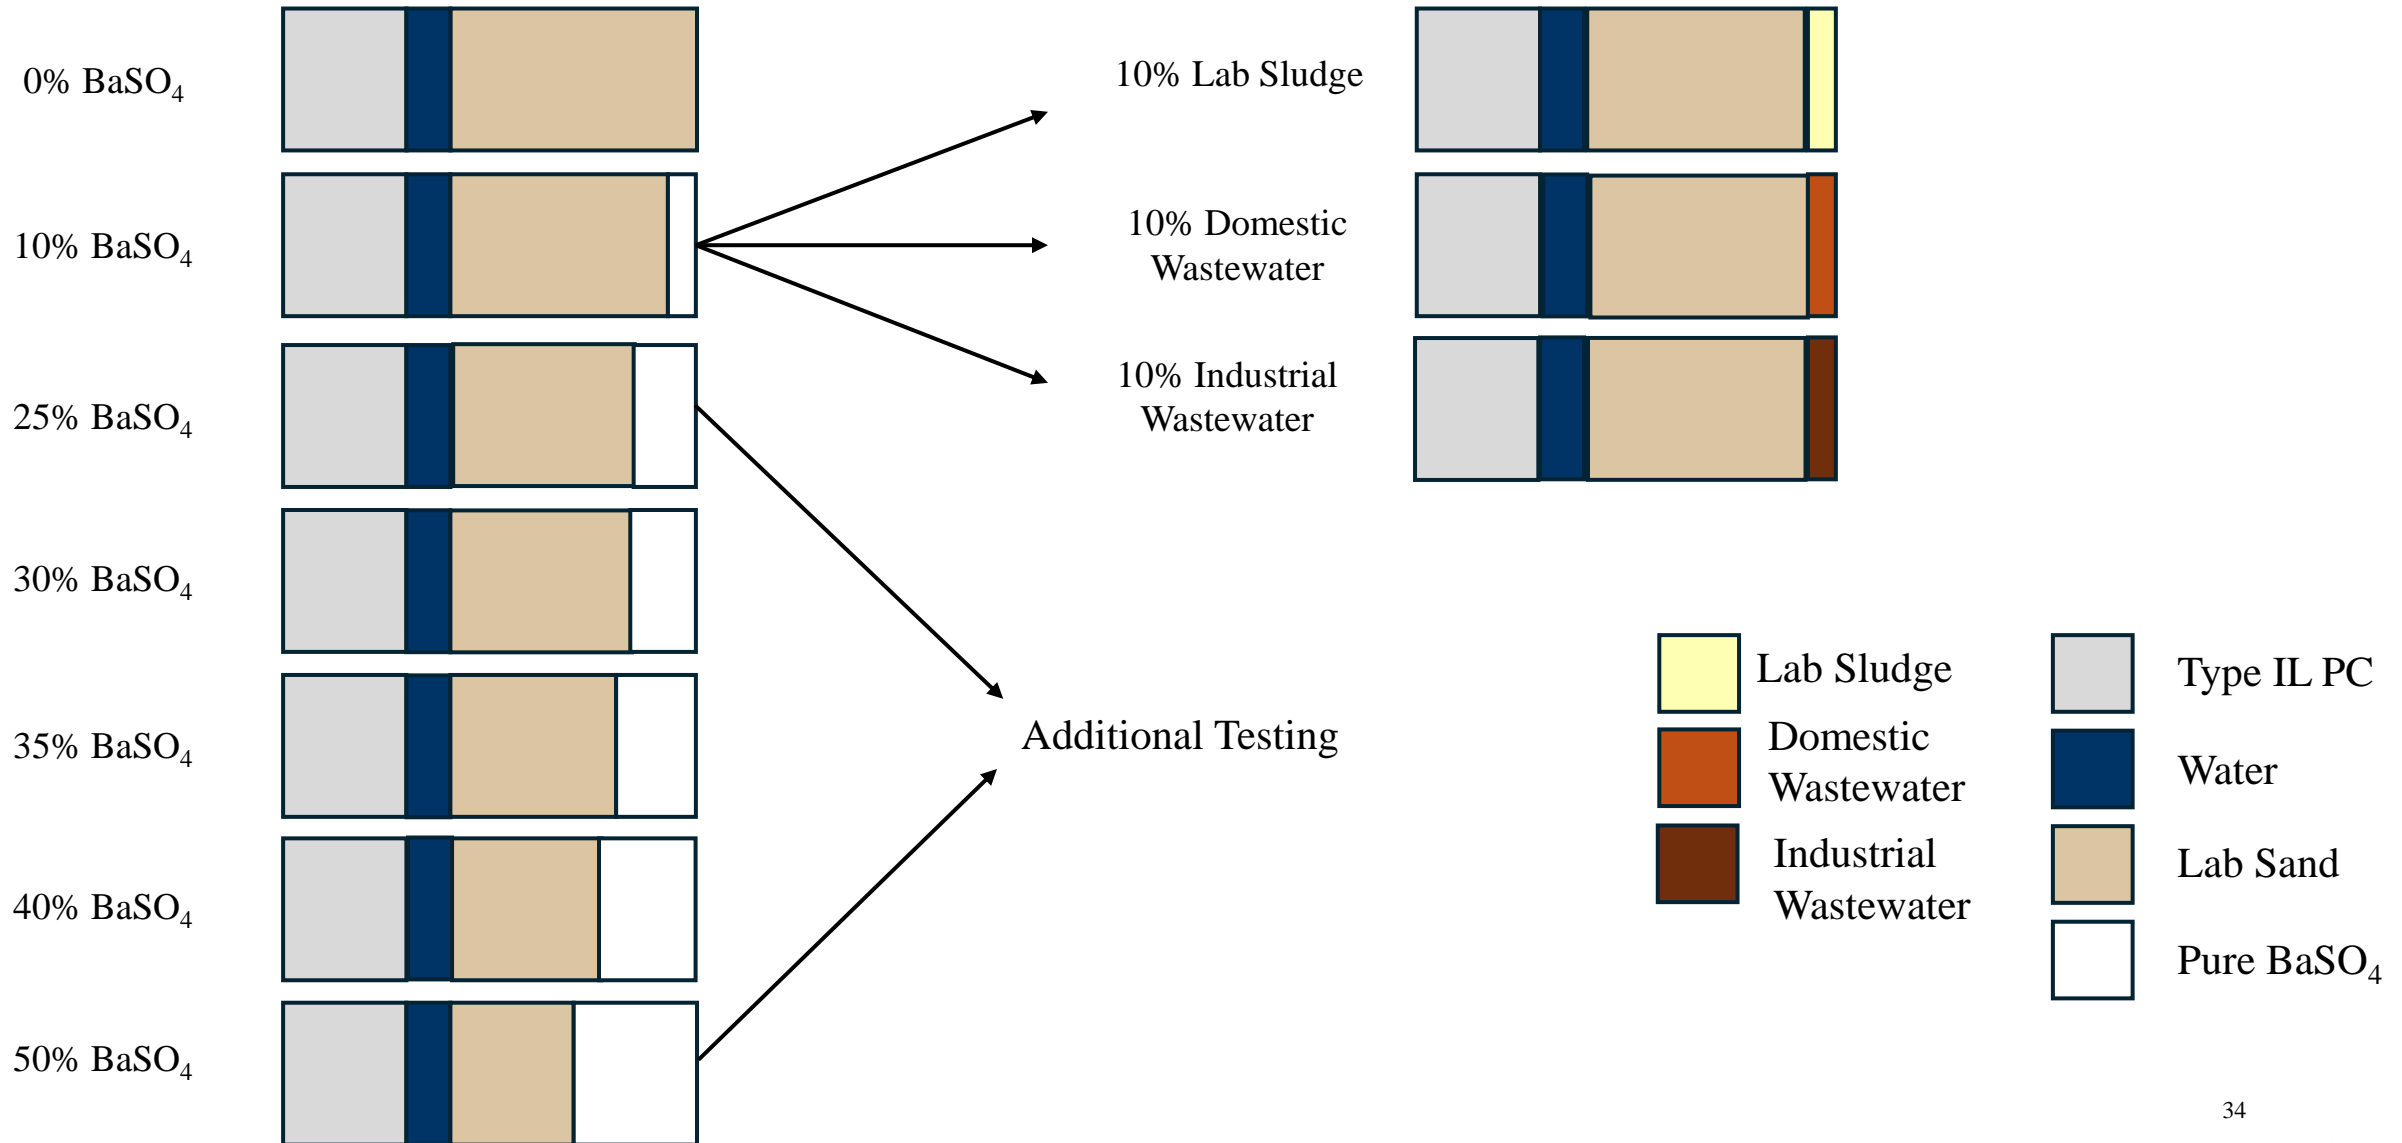 0% BaSO₄
10% BaSO₄
25% BaSO₄
30% BaSO₄
35% BaSO₄
40% BaSO₄
50% BaSO₄
10% Lab Sludge
10% Domestic
Wastewater
10% Industrial
Wastewater
Additional Testing
Lab Sludge
Domestic
Wastewater
Industrial
Wastewater
Type IL PC
Water
Lab Sand
Pure BaSO₄
34